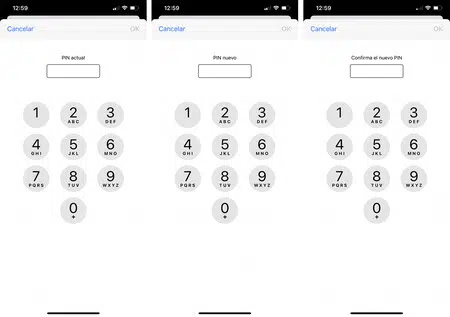 12:59
Cancelar
OK
PIN actual
1
2
ABC
3
DEF
4
GHI
5
JKL
6
MNO
7
PQRS
8
TUV
9
WXYZ
0
+
12:59
Cancelar
OK
PIN nuevo
1
2
ABC
3
DEF
4
GHI
5
JKL
6
MNO
7
PQRS
8
TUV
9
WXYZ
0
+
12:59
Cancelar
OK
Confirma el nuevo PIN
1
2
ABC
3
DEF
4
GHI
5
JKL
6
MNO
7
PQRS
8
TUV
9
WXYZ
0
+